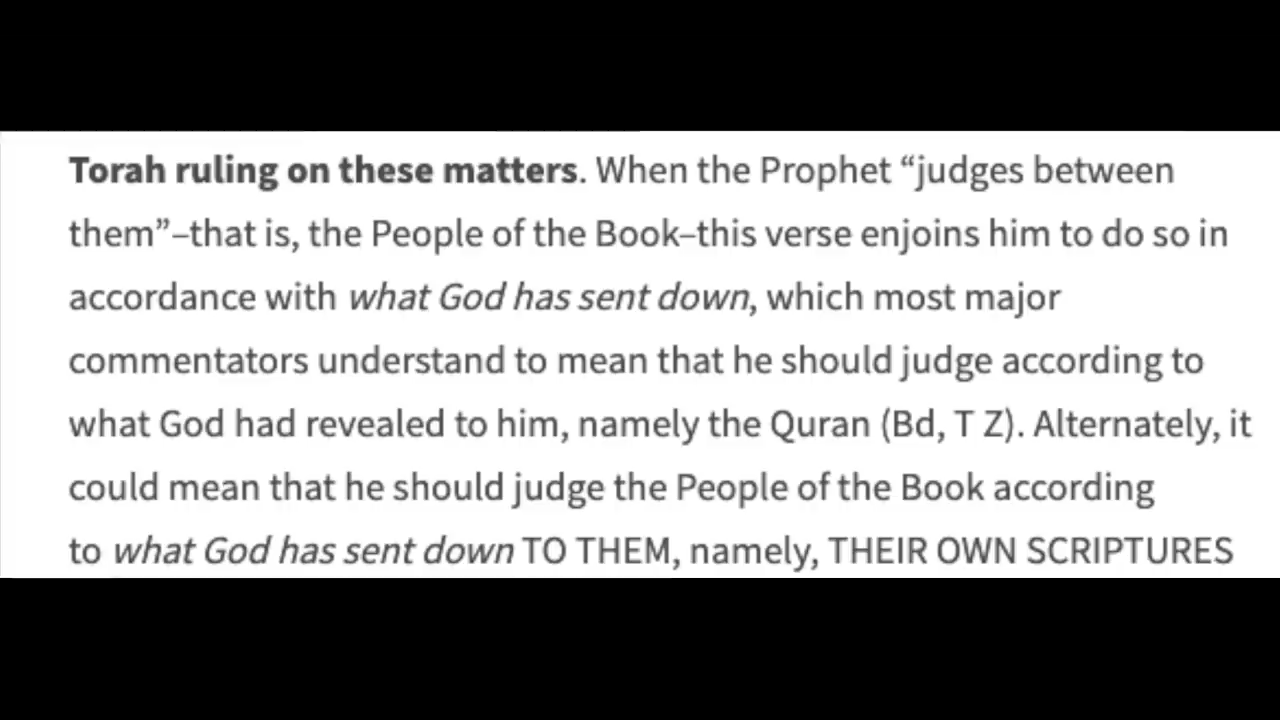 Torah ruling on these matters. When the Prophet “judges between
them”–that is, the People of the Book–this verse enjoins him to do so in
accordance with what God has sent down, which most major
commentators understand to mean that he should judge according to
what God had revealed to him, namely the Quran (Bd, T Z). Alternately, it
could mean that he should judge the People of the Book according
to what God has sent down TO THEM, namely, THEIR OWN SCRIPTURES